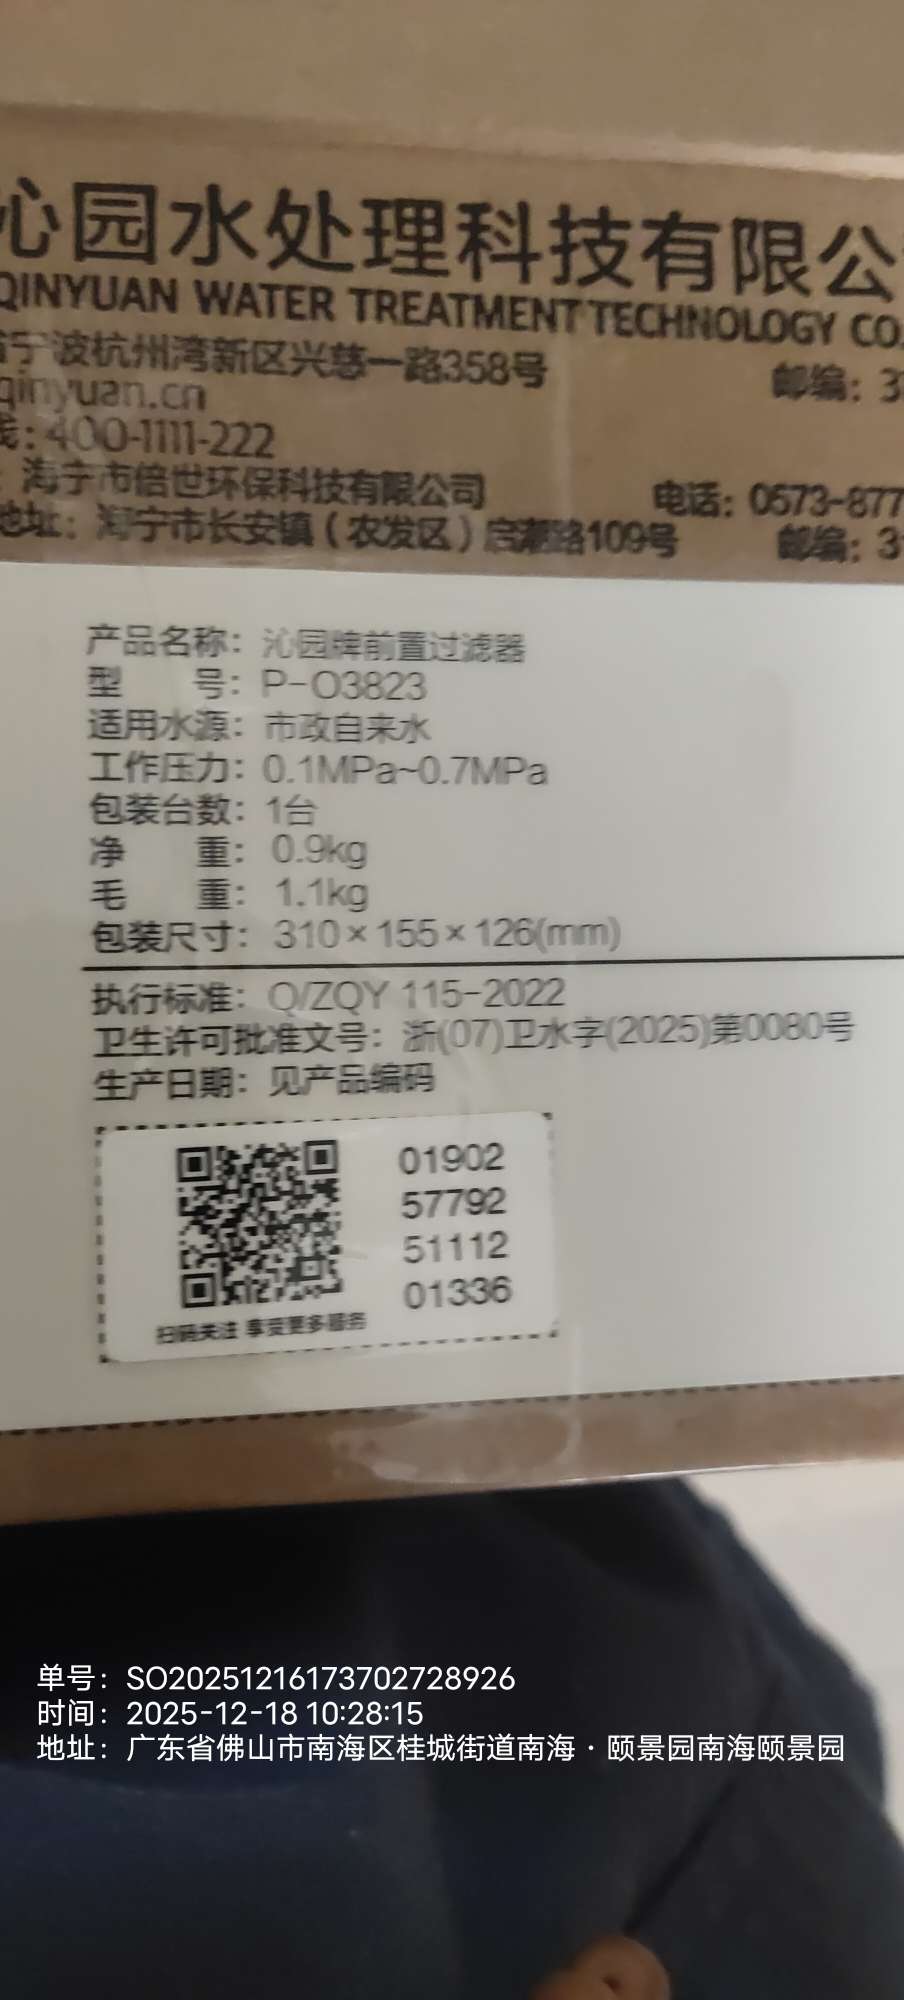 沁园水处理科技有限公
QINYUAN WATER TREATMENT TECHNOLOGY CO.
省宁波杭州湾新区兴慈一路358号 邮编：3
qinyuan.cn
线：400-1111-222
：海宁市倍世环保科技有限公司 电话：0573-877
地址：海宁市长安镇（农发区）启潮路109号 邮编：3
产品名称：沁园牌前置过滤器
型 号：P-O3823
适用水源：市政自来水
工作压力：0.1MPa~0.7MPa
包装台数：1台
净 重：0.9kg
毛 重：1.1kg
包装尺寸：310×155×126(mm)
执行标准：Q/ZQY 115-2022
卫生许可批准文号：浙(07)卫水字(2025)第0080号
生产日期：见产品编码
01902
57792
51112
01336
扫码关注 享受更多服务
单号：SO20251216173702728926
时间：2025-12-18 10:28:15
地址：广东省佛山市南海区桂城街道南海·颐景园南海颐景园